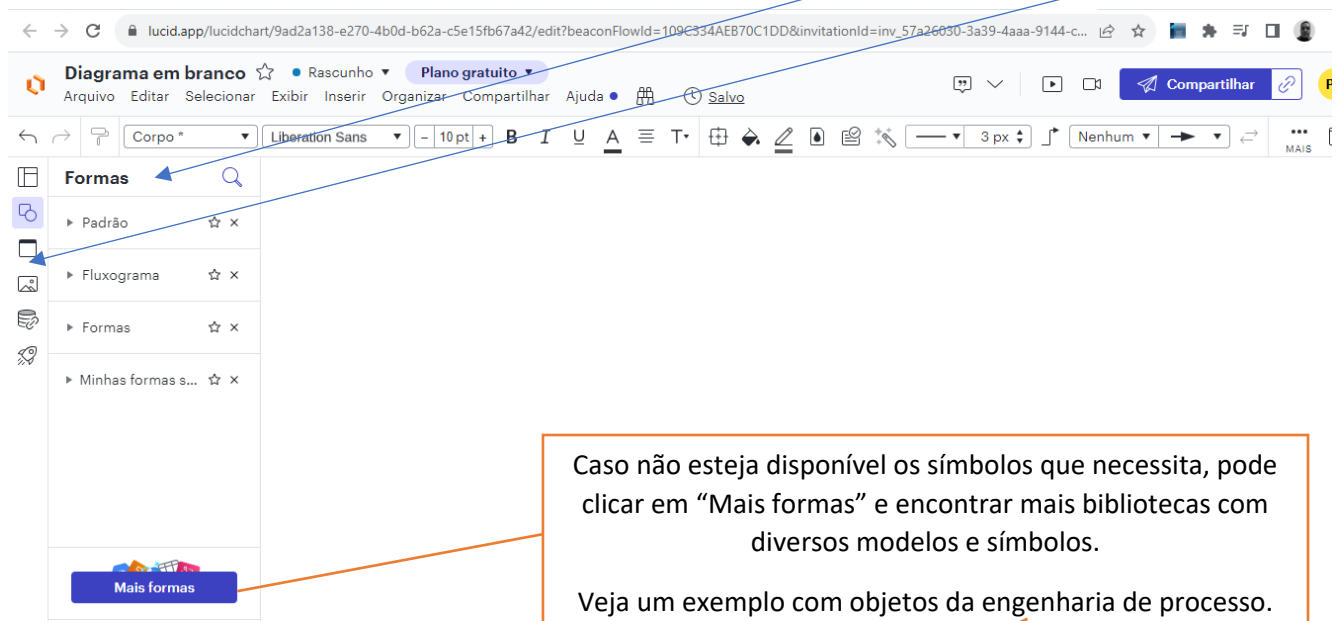 lucid.app/lucidchart/9ad2a138-e270-4b0d-b62a-c5e15fb67a42/edit?beaconFlowId=109C334AEB70C1DD&invitationId=inv_57a26030-3a39-4aaa-9144-c...
Diagrama em branco Rascunho Plano gratuito
Arquivo Editar Selecionar Exibir Inserir Organizar Compartilhar Ajuda Salvo
Compartilhar
Corpo * Liberation Sans - 10 pt + B I U A T 3 px Nenhum
MAIS
Formas
Padrão
Fluxograma
Formas
Minhas formas s...
Mais formas
Caso não esteja disponível os símbolos que necessita, pode
clicar em “Mais formas” e encontrar mais bibliotecas com
diversos modelos e símbolos.
Veja um exemplo com objetos da engenharia de processo.